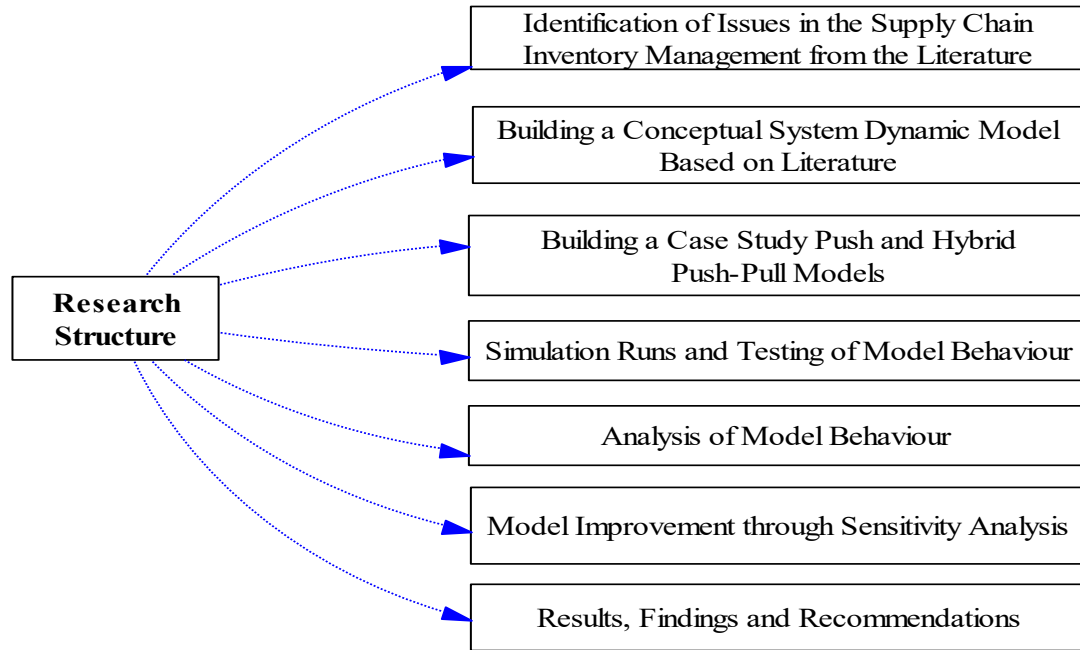 Identification of Issues in the Supply Chain
Inventory Management from the Literature
Building a Conceptual System Dynamic Model
Based on Literature
Building a Case Study Push and Hybrid
Push-Pull Models
Research
Structure
Simulation Runs and Testing of Model Behaviour
Analysis of Model Behaviour
Model Improvement through Sensitivity Analysis
Results, Findings and Recommendations